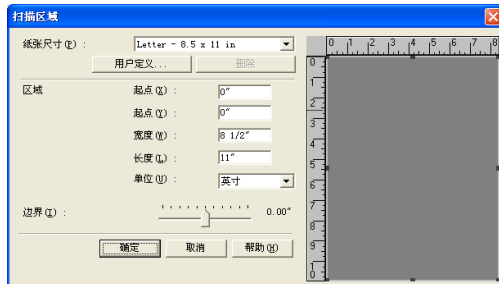 扫描区域
纸张尺寸(P)： Letter - 8.5 x 11 in
用户定义... 删除
区域 起点(X)： 0"
起点(Y)： 0"
宽度(W)： 8 1/2"
长度(L)： 11"
单位(U)： 英寸
边界(I)： 0.00"
确定 取消 帮助(H)
0 1 2 3 4 5 6 7 8
0
1
2
3
4
5
6
7
8
9
1
0